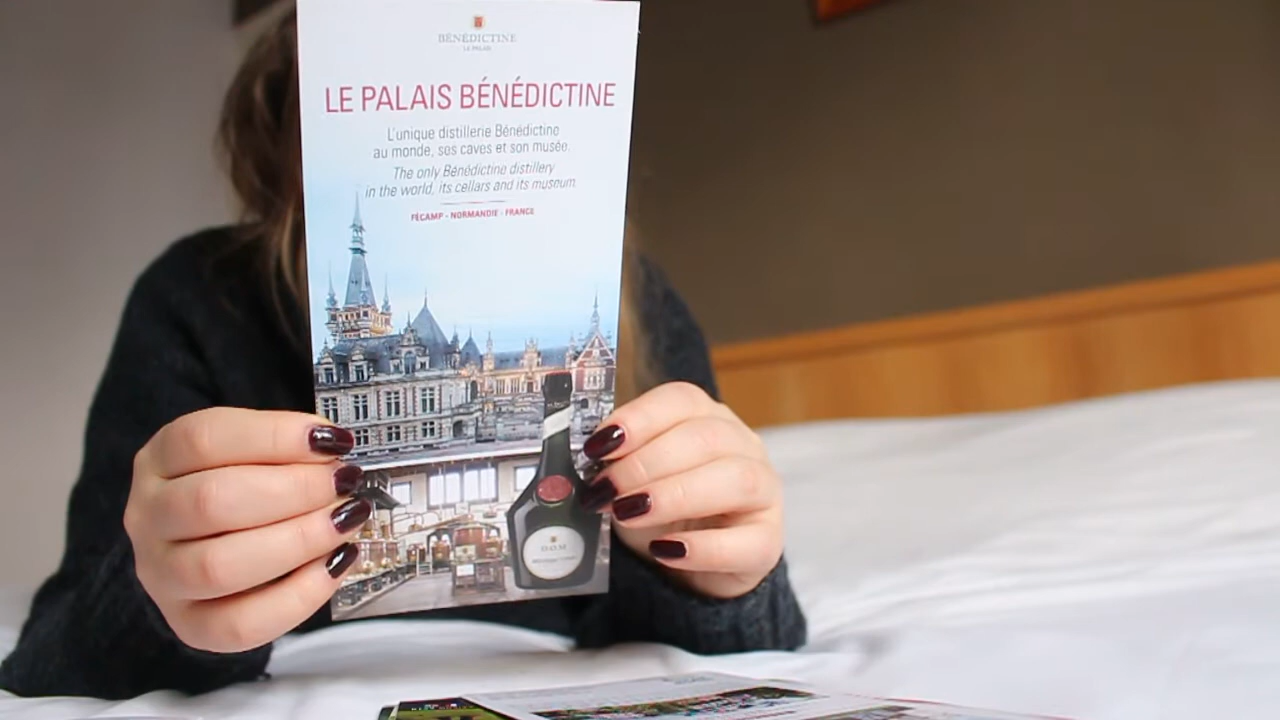 BÉNÉDICTINE
LE PALAIS
LE PALAIS BÉNÉDICTINE
L'unique distillerie Bénédictine
au monde, ses caves et son musée.
The only Bénédictine distillery
in the world, its cellars and its museum
FÉCAMP - NORMANDIE - FRANCE
D.O.M